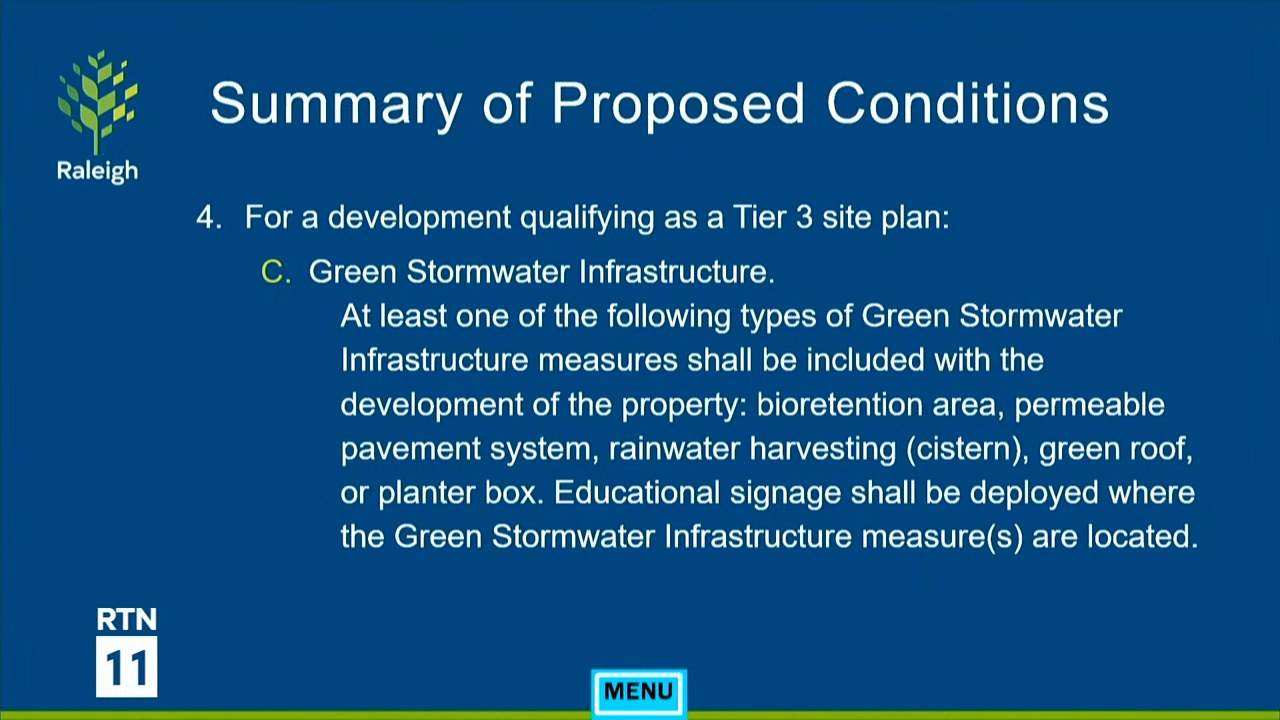 Summary of Proposed Conditions
Raleigh
4. For a development qualifying as a Tier 3 site plan:
C. Green Stormwater Infrastructure.
At least one of the following types of Green Stormwater
Infrastructure measures shall be included with the
development of the property: bioretention area, permeable
pavement system, rainwater harvesting (cistern), green roof,
or planter box. Educational signage shall be deployed where
the Green Stormwater Infrastructure measure(s) are located.
RTN
11
MENU